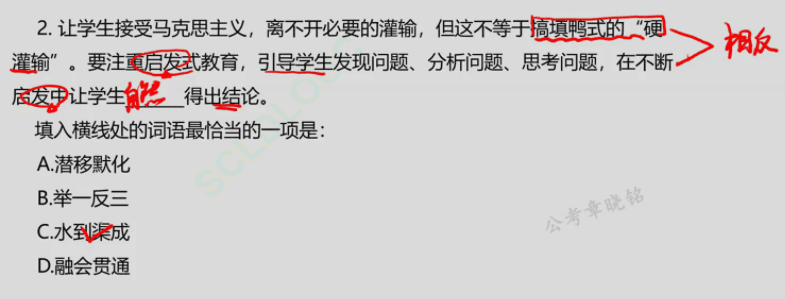 2. 让学生接受马克思主义，离不开必要的灌输，但这不等于搞填鸭式的“硬
灌输”。要注重启发式教育，引导学生发现问题、分析问题、思考问题，在不断
启发中让学生______得出结论。
相反
自然
填入横线处的词语最恰当的一项是：
A.潜移默化
B.举一反三
C.水到渠成
D.融会贯通
公考章晓铭